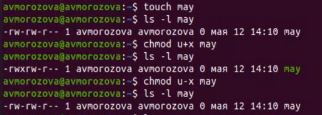 avmorozova@avmorozova:~$ touch may
avmorozova@avmorozova:~$ ls -l may
-rw-rw-r-- 1 avmorozova avmorozova 0 мая 12 14:10 may
avmorozova@avmorozova:~$ chmod u+x may
avmorozova@avmorozova:~$ ls -l may
-rwxrw-r-- 1 avmorozova avmorozova 0 мая 12 14:10 may
avmorozova@avmorozova:~$ chmod u-x may
avmorozova@avmorozova:~$ ls -l may
-rw-rw-r-- 1 avmorozova avmorozova 0 мая 12 14:10 may